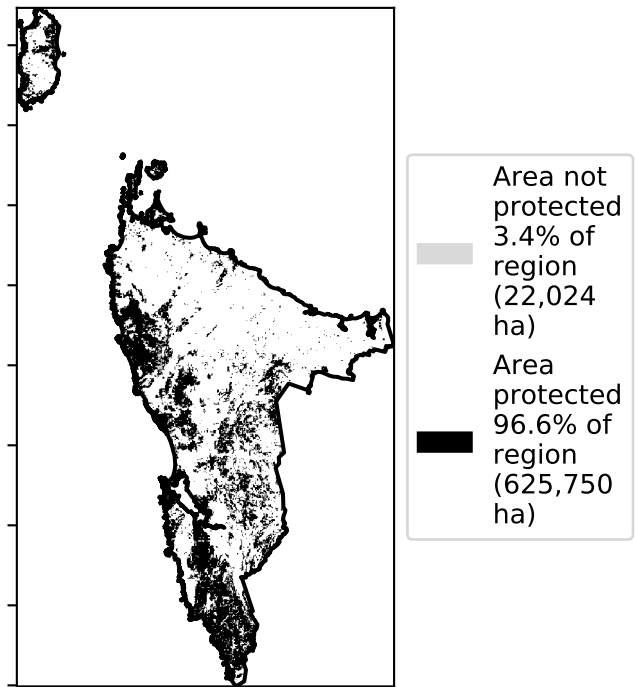 Area not
protected
3.4% of
region
(22,024
ha)
Area
protected
96.6% of
region
(625,750
ha)